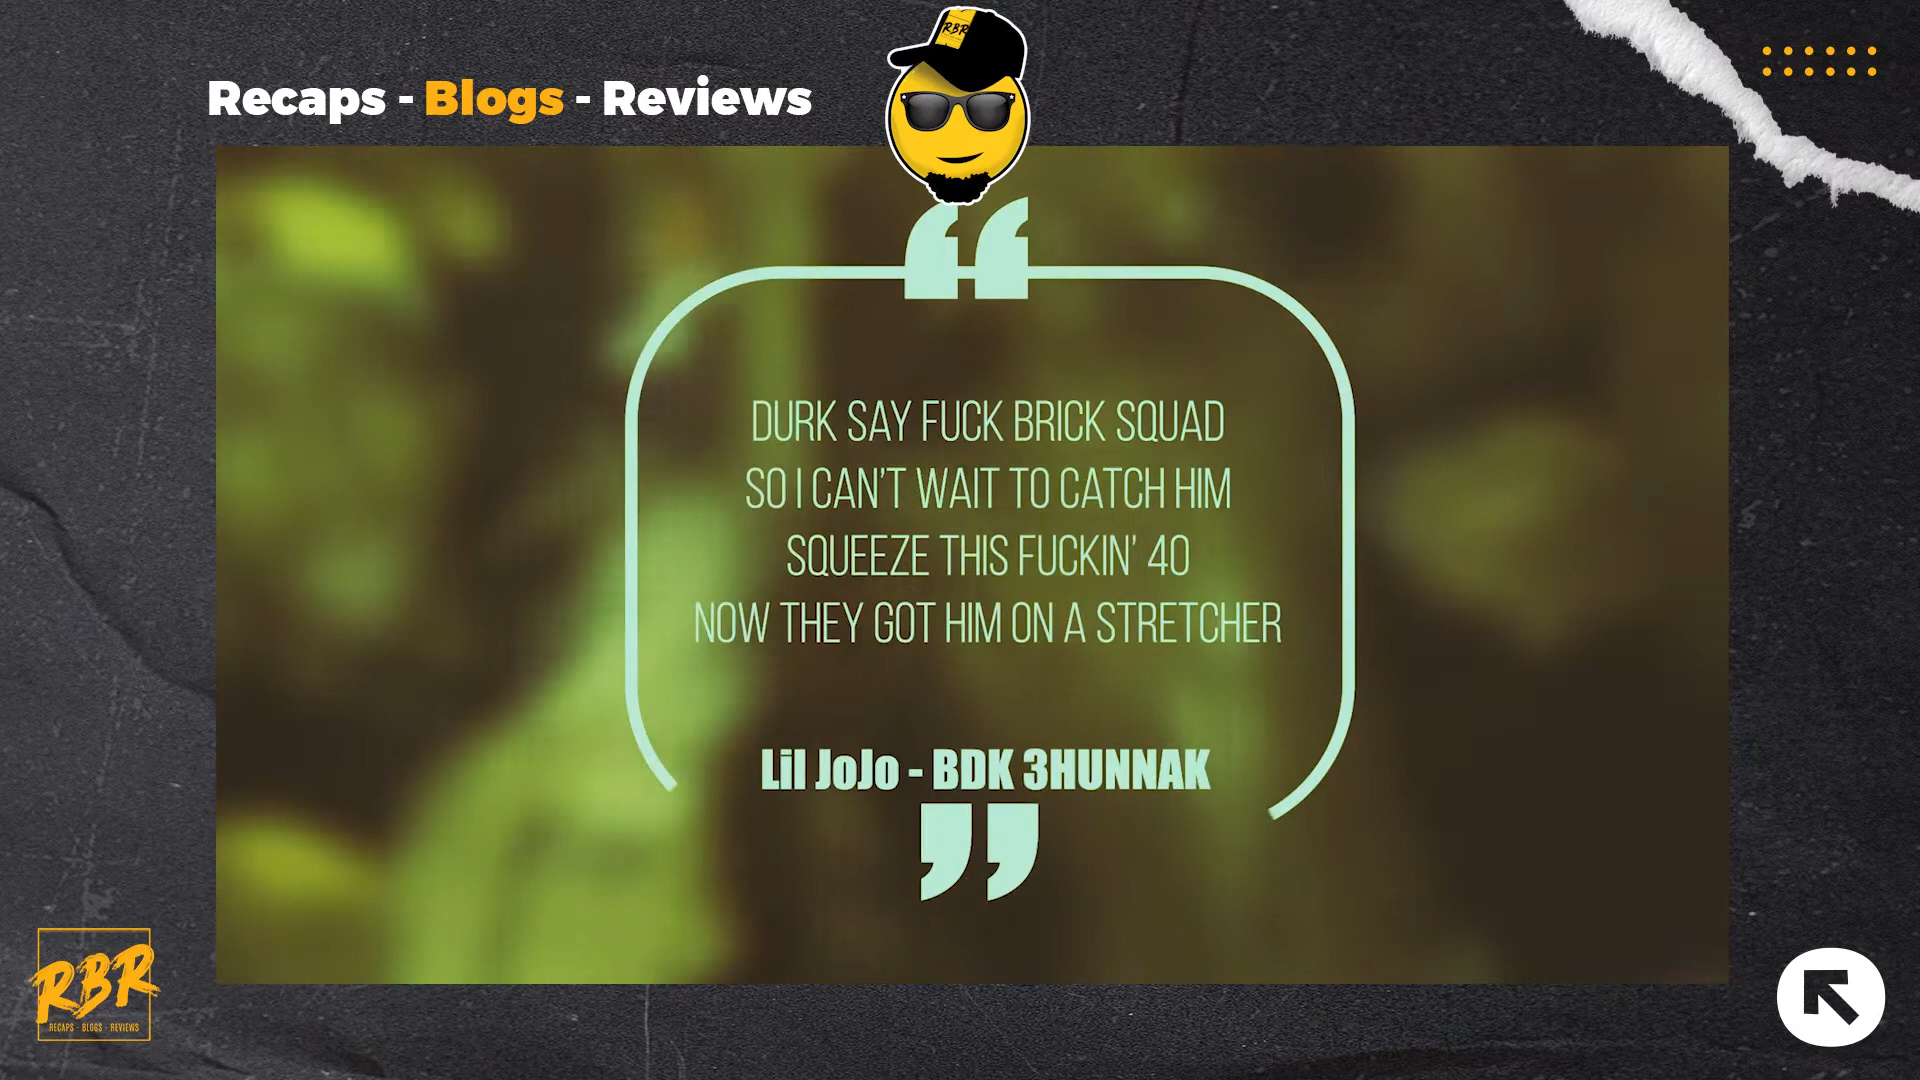 RBR
Recaps - Blogs - Reviews
DURK SAY FUCK BRICK SQUAD
SO I CAN'T WAIT TO CATCH HIM
SQUEEZE THIS FUCKIN' 40
NOW THEY GOT HIM ON A STRETCHER
Lil JoJo - BDK 3HUNNAK
RBR
RECAPS - BLOGS - REVIEWS